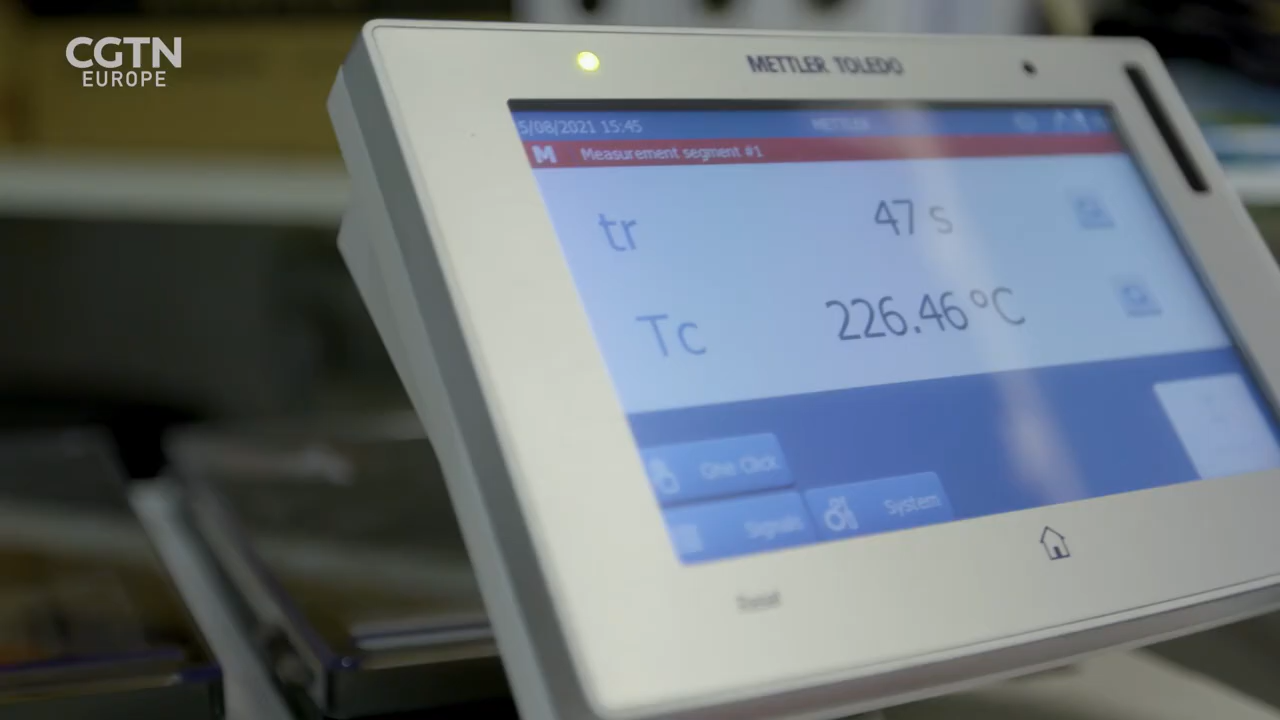 CGTN
EUROPE
METTLER TOLEDO
5/08/2021 15:45
METTLER
M Measurement segment #1
tr 47 s
Tc 226.46 °C
One Click
Signals
System